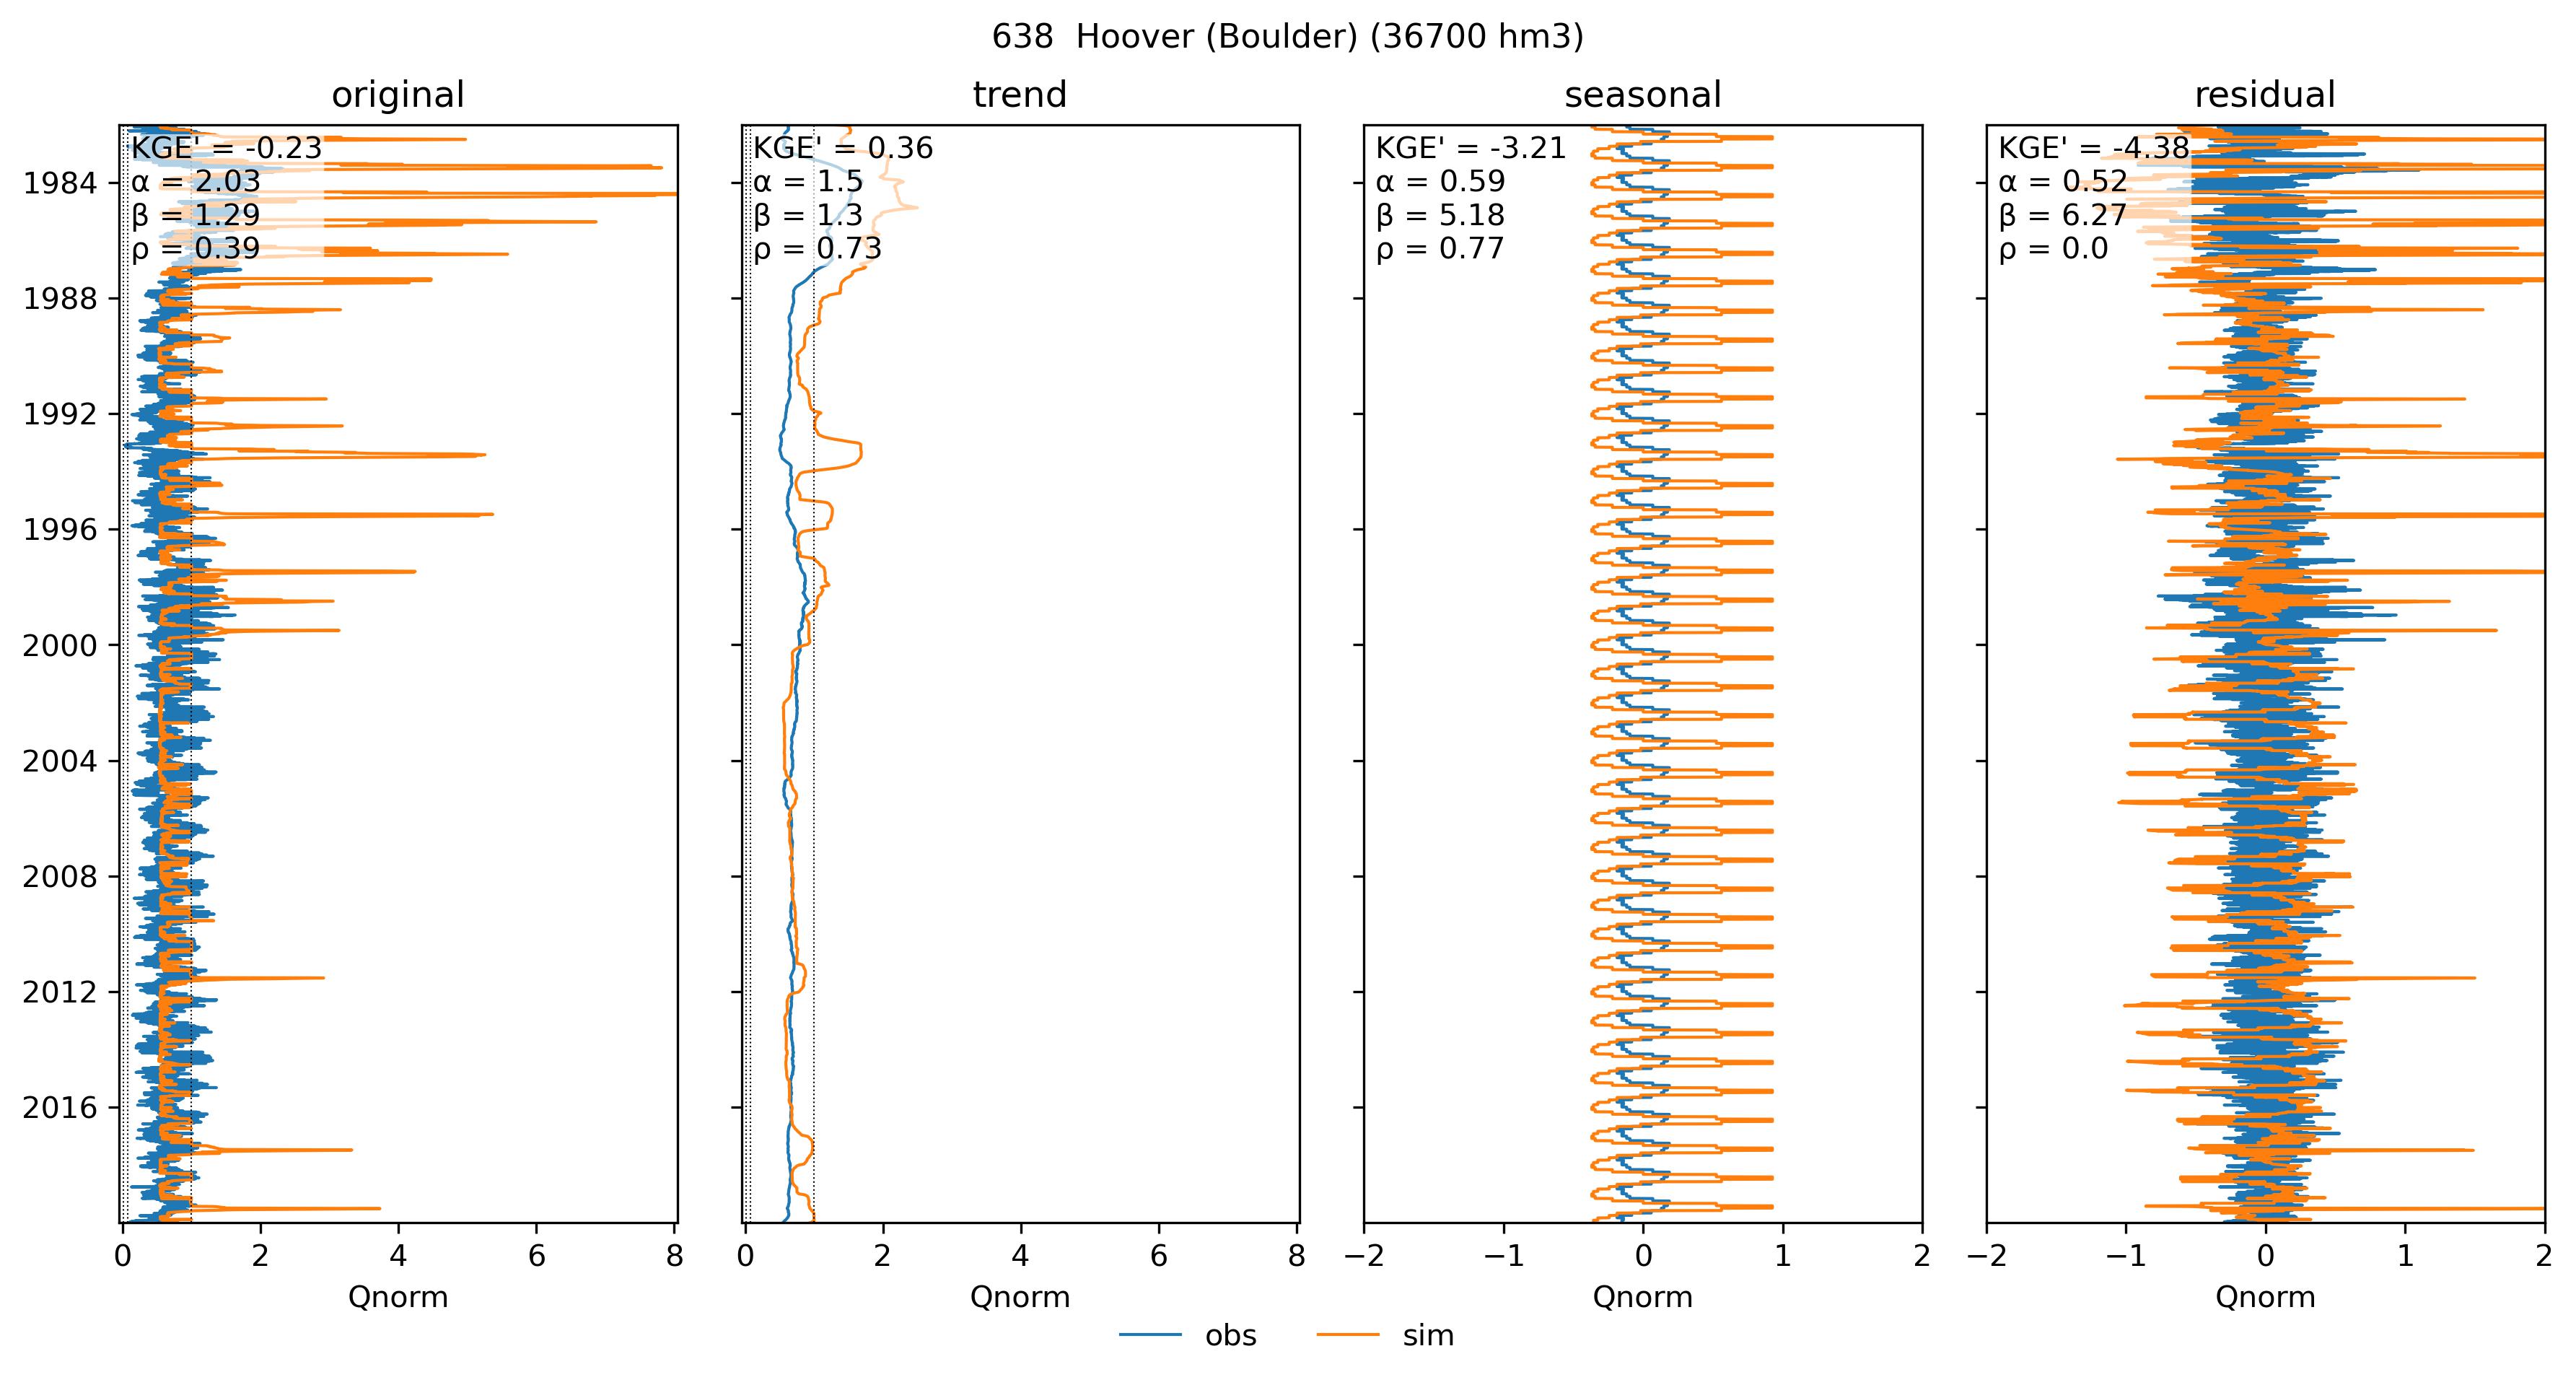 638  Hoover (Boulder) (36700 hm3)
original
KGE' = -0.23
α = 2.03
β = 1.29
ρ = 0.39
1984
1988
1992
1996
2000
2004
2008
2012
2016
0 2 4 6 8
Qnorm
trend
KGE' = 0.36
α = 1.5
β = 1.3
ρ = 0.73
0 2 4 6 8
Qnorm
seasonal
KGE' = -3.21
α = 0.59
β = 5.18
ρ = 0.77
−2 −1 0 1 2
Qnorm
residual
KGE' = -4.38
α = 0.52
β = 6.27
ρ = 0.0
−2 −1 0 1 2
Qnorm
obs sim